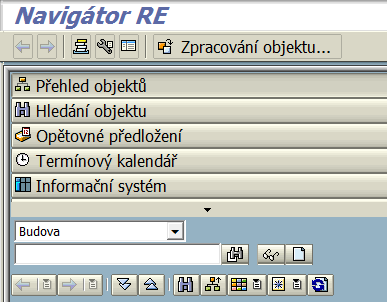 Navigátor RE
Zpracování objektu...
Přehled objektů
Hledání objektu
Opětovné předložení
Termínový kalendář
Informační systém
Budova